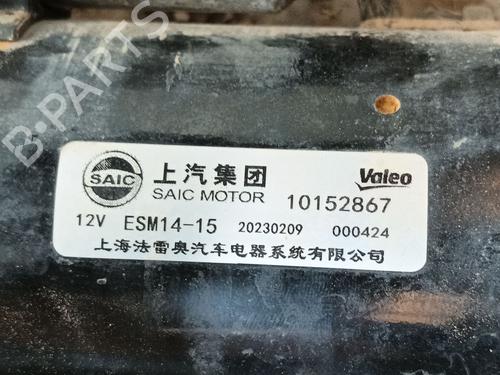 B-PARTS
SAIC 上汽集团 Valeo
SAIC MOTOR 10152867
12V ESM14-15 20230209 000424
上海法雷奥汽车电器系统有限公司